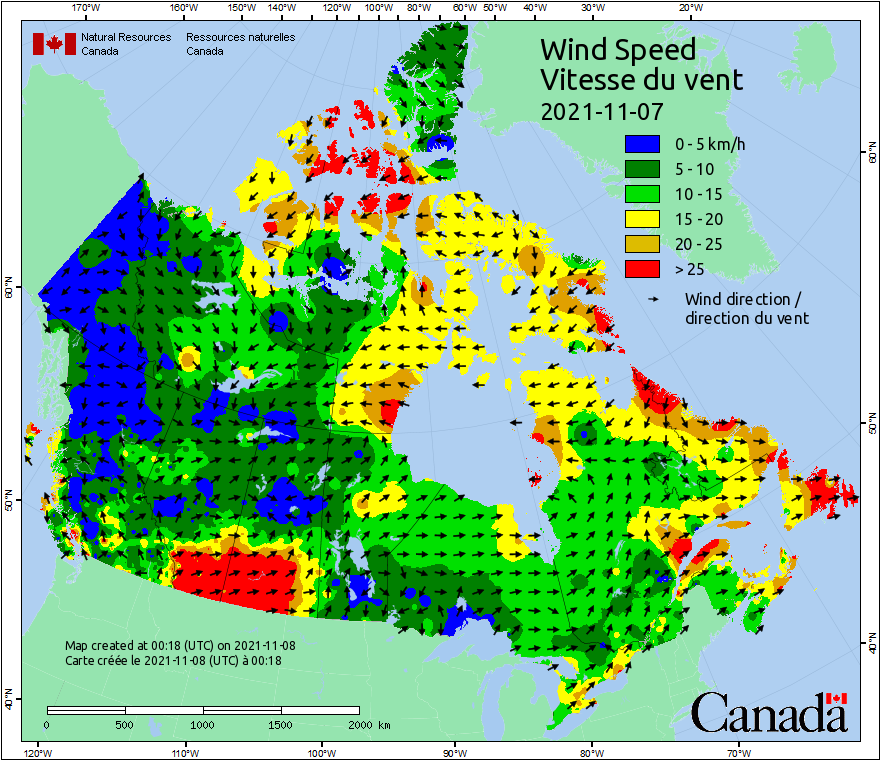 170°W 160°W 150°W 140°W 130°W 120°W 110°W 100°W 90°W 80°W 70°W 60°W 50°W 40°W 30°W 20°W
Natural Resources Canada
Ressources naturelles Canada
Wind Speed
Vitesse du vent
2021-11-07
0 - 5 km/h
5 - 10
10 - 15
15 - 20
20 - 25
> 25
Wind direction /
direction du vent
60°N
50°N
40°N
60°N
50°N
40°N
Map created at 00:18 (UTC) on 2021-11-08
Carte créée le 2021-11-08 (UTC) à 00:18
0 500 1000 1500 2000 km
Canada
120°W 110°W 100°W 90°W 80°W 70°W